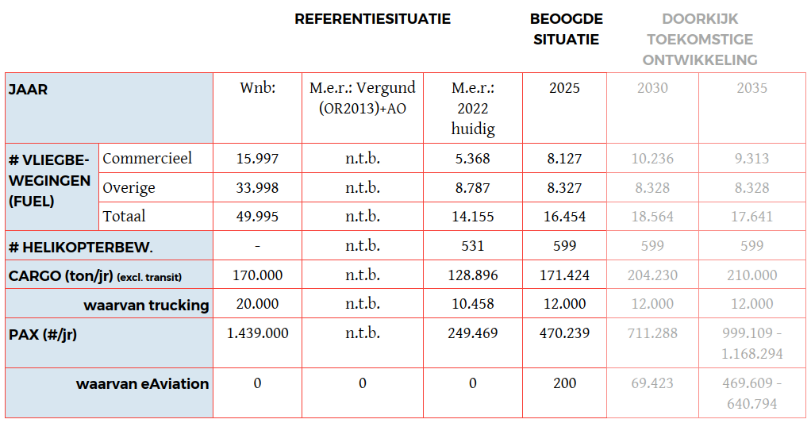 REFERENTIESITUATIE BEOOGDE SITUATIE DOORKIJK TOEKOMSTIGE ONTWIKKELING
JAAR Wnb: M.e.r.: Vergund (OR2013)+AO M.e.r.: 2022 huidig 2025 2030 2035
# VLIEGBE-WEGINGEN (FUEL) Commercieel 15.997 n.t.b. 5.368 8.127 10.236 9.313
Overige 33.998 n.t.b. 8.787 8.327 8.328 8.328
Totaal 49.995 n.t.b. 14.155 16.454 18.564 17.641
# HELIKOPTERBEW. - n.t.b. 531 599 599 599
CARGO (ton/jr) (excl. transit) 170.000 n.t.b. 128.896 171.424 204.230 210.000
waarvan trucking 20.000 n.t.b. 10.458 12.000 12.000 12.000
PAX (#/jr) 1.439.000 n.t.b. 249.469 470.239 711.288 999.109 - 1.168.294
waarvan eAviation 0 0 0 200 69.423 469.609 - 640.794